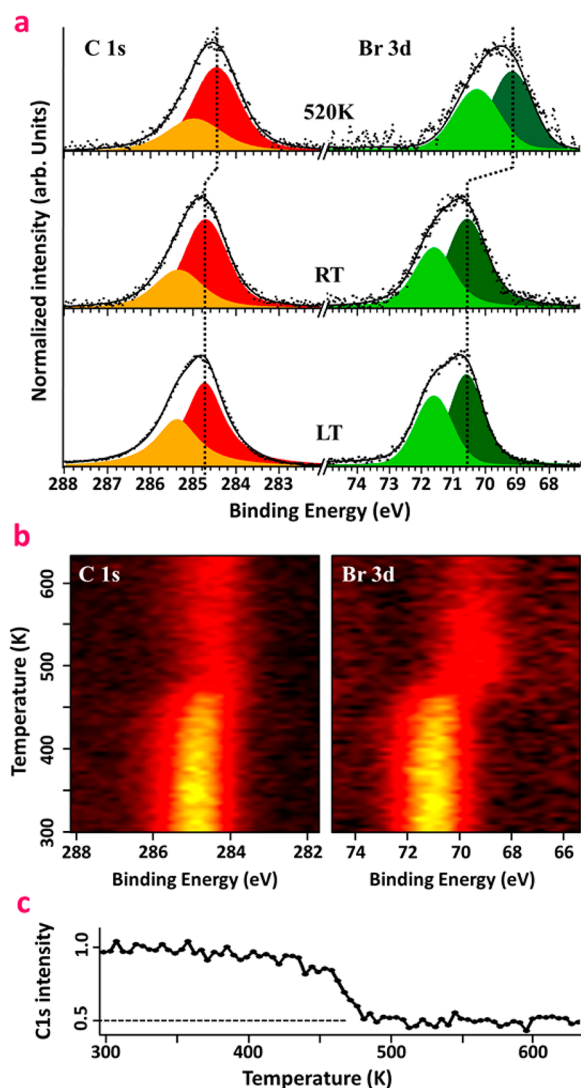 a
C 1s
Br 3d
520K
RT
LT
Normalized intensity (arb. Units)
288 287 286 285 284 283 74 73 72 71 70 69 68
Binding Energy (eV)
b
C 1s
Br 3d
Temperature (K)
600
500
400
300
288 286 284 282
74 72 70 68 66
Binding Energy (eV)
Binding Energy (eV)
c
C1s intensity
1.0
0.5
300 400 500 600
Temperature (K)